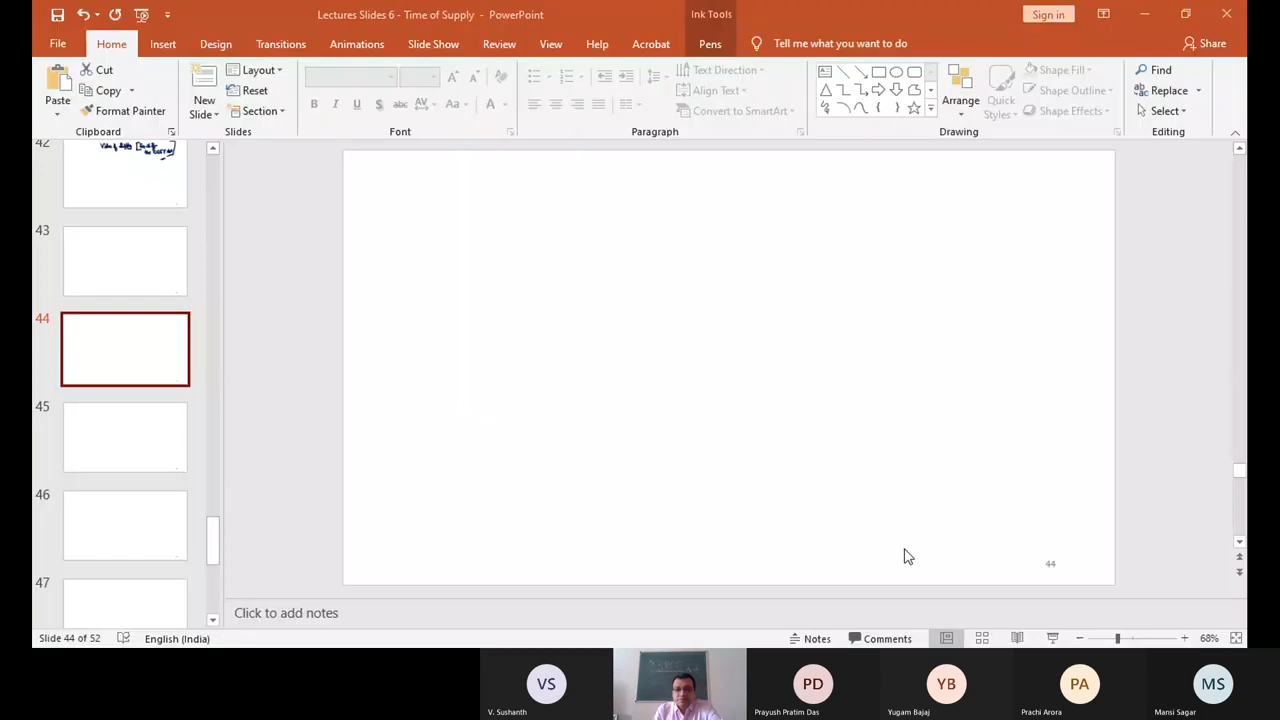 Lectures Slides 6 - Time of Supply - PowerPoint
Ink Tools
Sign in
File
Home
Insert
Design
Transitions
Animations
Slide Show
Review
View
Help
Acrobat
Pens
Tell me what you want to do
Share
Paste
Cut
Copy
Format Painter
Clipboard
New Slide
Layout
Reset
Section
Slides
B I U S abc AV Aa A
Font
Text Direction
Align Text
Convert to SmartArt
Paragraph
Arrange
Quick Styles
Shape Fill
Shape Outline
Shape Effects
Drawing
Find
Replace
Select
Editing
42
43
44
45
46
47
44
Click to add notes
Slide 44 of 52
English (India)
Notes
Comments
68%
VS
V. Sushanth
PD
Prayush Pratim Das
YB
Yugam Bajaj
PA
Prachi Arora
MS
Mansi Sagar